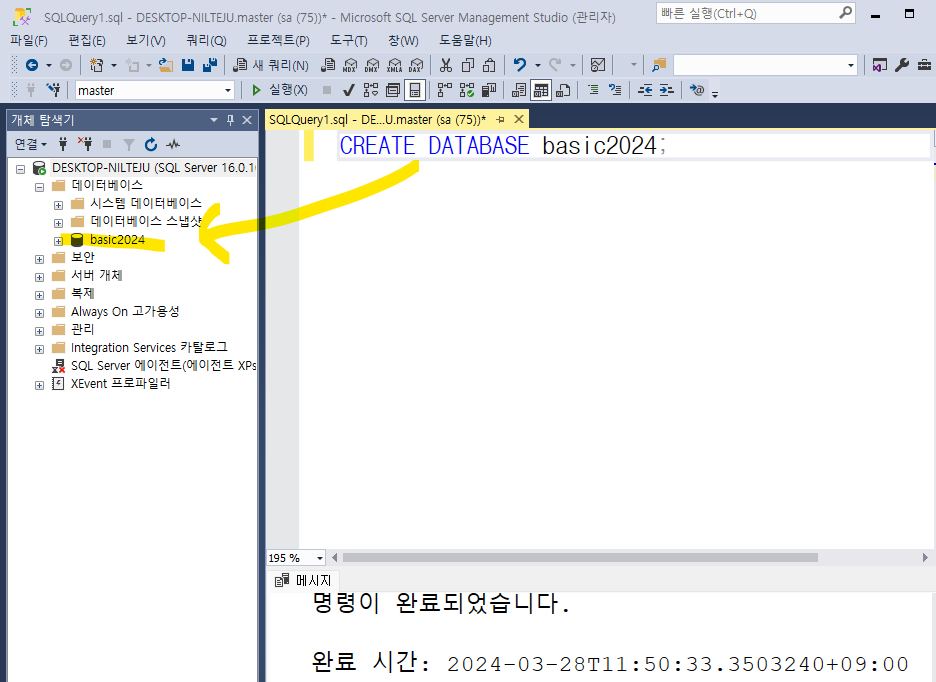 SQLQuery1.sql - DESKTOP-NILTEJU.master (sa (75))* - Microsoft SQL Server Management Studio (관리자)
빠른 실행(Ctrl+Q)
파일(F) 편집(E) 보기(V) 쿼리(Q) 프로젝트(P) 도구(T) 창(W) 도움말(H)
새 쿼리(N) MDX DMX XMLA DAX
master 실행(X)
개체 탐색기
SQLQuery1.sql - DE...U.master (sa (75))*
연결
CREATE DATABASE basic2024;
DESKTOP-NILTEJU (SQL Server 16.0.1
데이터베이스
시스템 데이터베이스
데이터베이스 스냅샷
basic2024
보안
서버 개체
복제
Always On 고가용성
관리
Integration Services 카탈로그
SQL Server 에이전트(에이전트 XPs
XEvent 프로파일러
195 %
메시지
명령이 완료되었습니다.
완료 시간: 2024-03-28T11:50:33.3503240+09:00